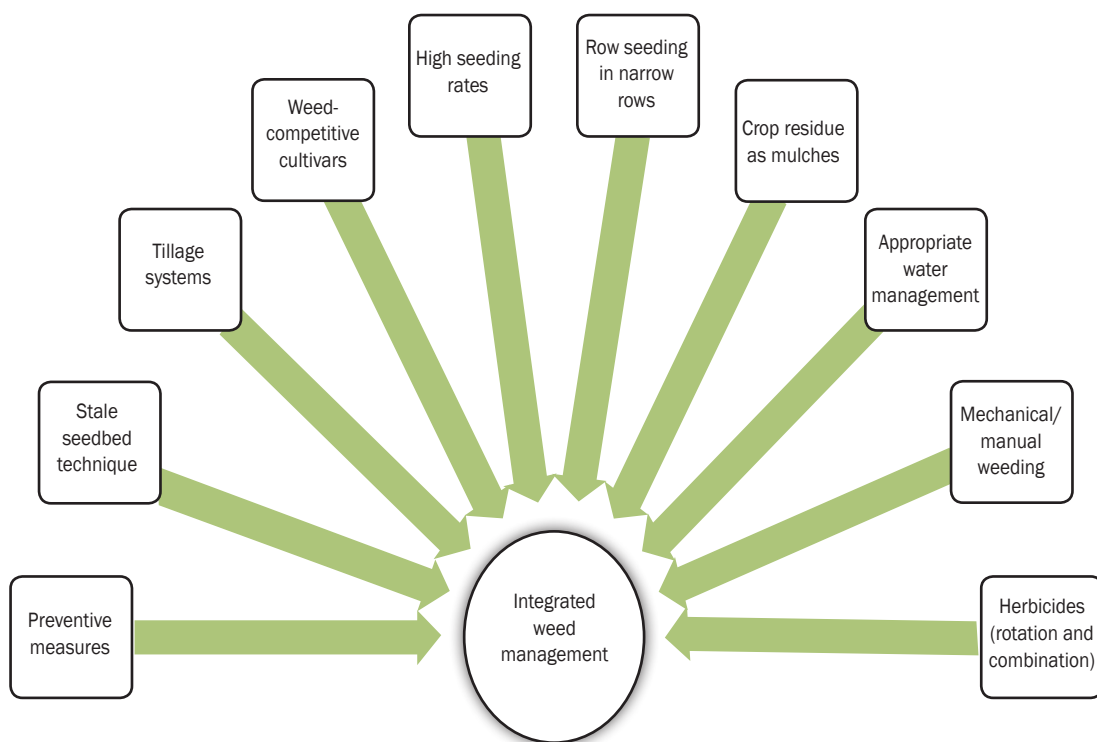 Preventive
measures
Stale
seedbed
technique
Tillage
systems
Weed-
competitive
cultivars
High seeding
rates
Row seeding
in narrow
rows
Crop residue
as mulches
Appropriate
water
management
Mechanical/
manual
weeding
Herbicides
(rotation and
combination)
Integrated
weed
management